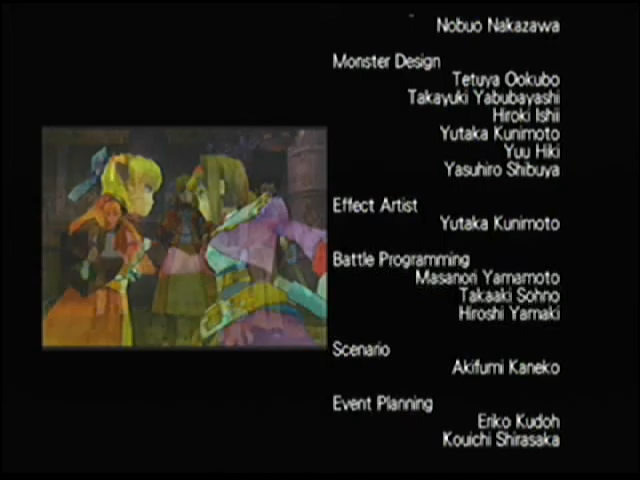 Nobuo Nakazawa
Monster Design
Tetuya Ookubo
Takayuki Yabubayashi
Hiroki Ishii
Yutaka Kunimoto
Yuu Hiki
Yasuhiro Shibuya
Effect Artist
Yutaka Kunimoto
Battle Programming
Masanori Yamamoto
Takaaki Sohno
Hiroshi Yamaki
Scenario
Akifumi Kaneko
Event Planning
Eriko Kudoh
Kouichi Shirasaka